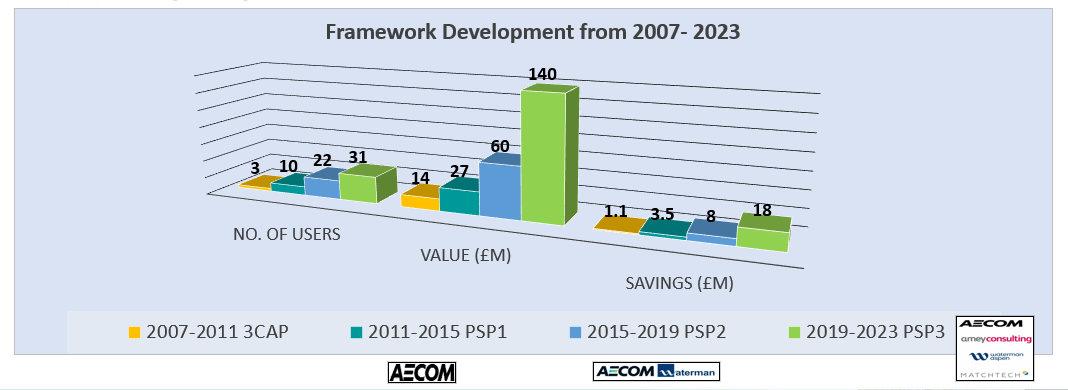 Framework Development from 2007- 2023
140
60
31
27
22
14
10
3
18
8
3.5
1.1
NO. OF USERS
VALUE (£M)
SAVINGS (£M)
2007-2011 3CAP
2011-2015 PSP1
2015-2019 PSP2
2019-2023 PSP3
AECOM
ameyconsulting
waterman
aspen
MATCHTECH
AECOM
AECOM waterman